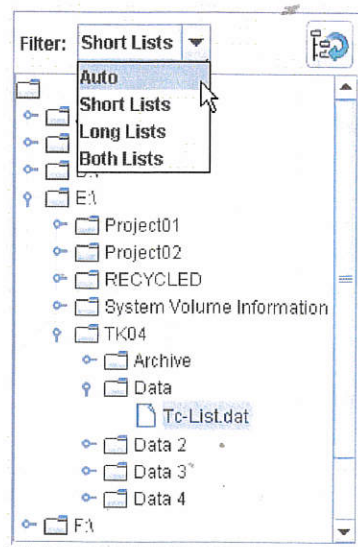 Filter: Short Lists
Auto
Short Lists
Long Lists
Both Lists
E:\
Project01
Project02
RECYCLED
System Volume Information
TK04
Archive
Data
Tc-List.dat
Data 2
Data 3
Data 4
F:\